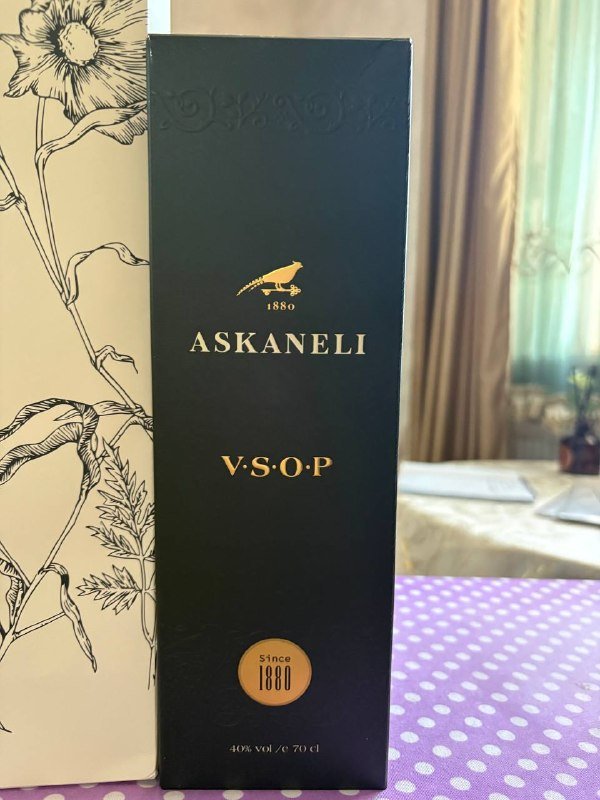 1880
ASKANELI
V·S·O·P
Since
1880
40% vol /e 70 cl